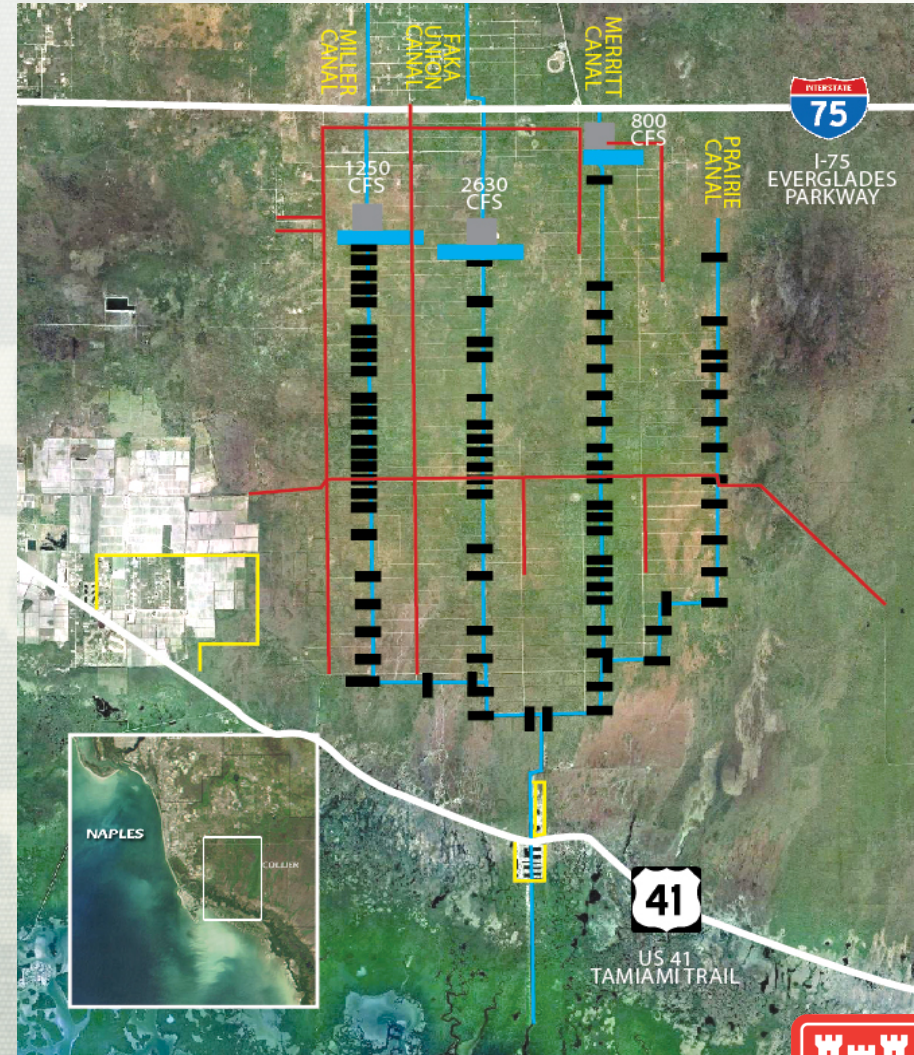 MILLER
CANAL
FAKA
UNION
CANAL
MERRITT
CANAL
INTERSTATE
75
I-75
EVERGLADES
PARKWAY
PRAIRIE
CANAL
800
CFS
1250
CFS
2630
CFS
NAPLES
COLLIER
41
US 41
TAMIAMI TRAIL